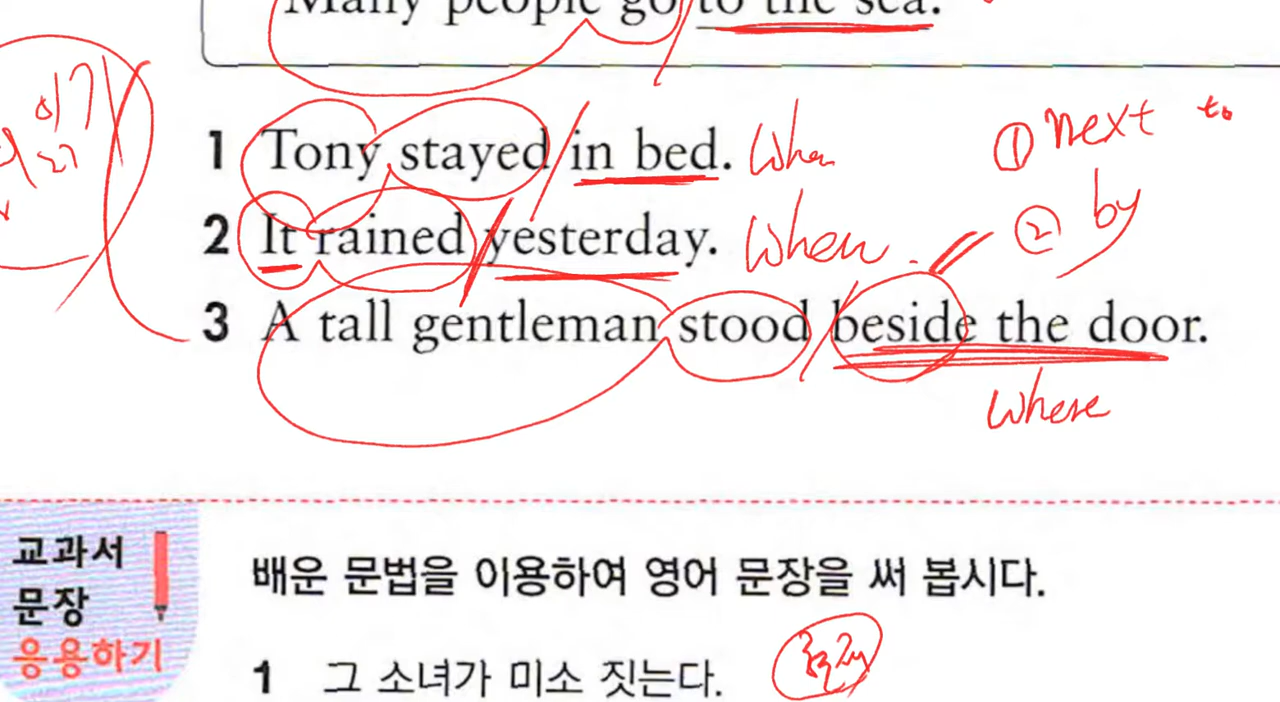 Many people go to the sea.
1 Tony stayed in bed. When
① next to
2 It rained yesterday. When
② by
3 A tall gentleman stood beside the door.
Where
교과서
문장
응용하기
배운 문법을 이용하여 영어 문장을 써 봅시다.
1 그 소녀가 미소 짓는다.